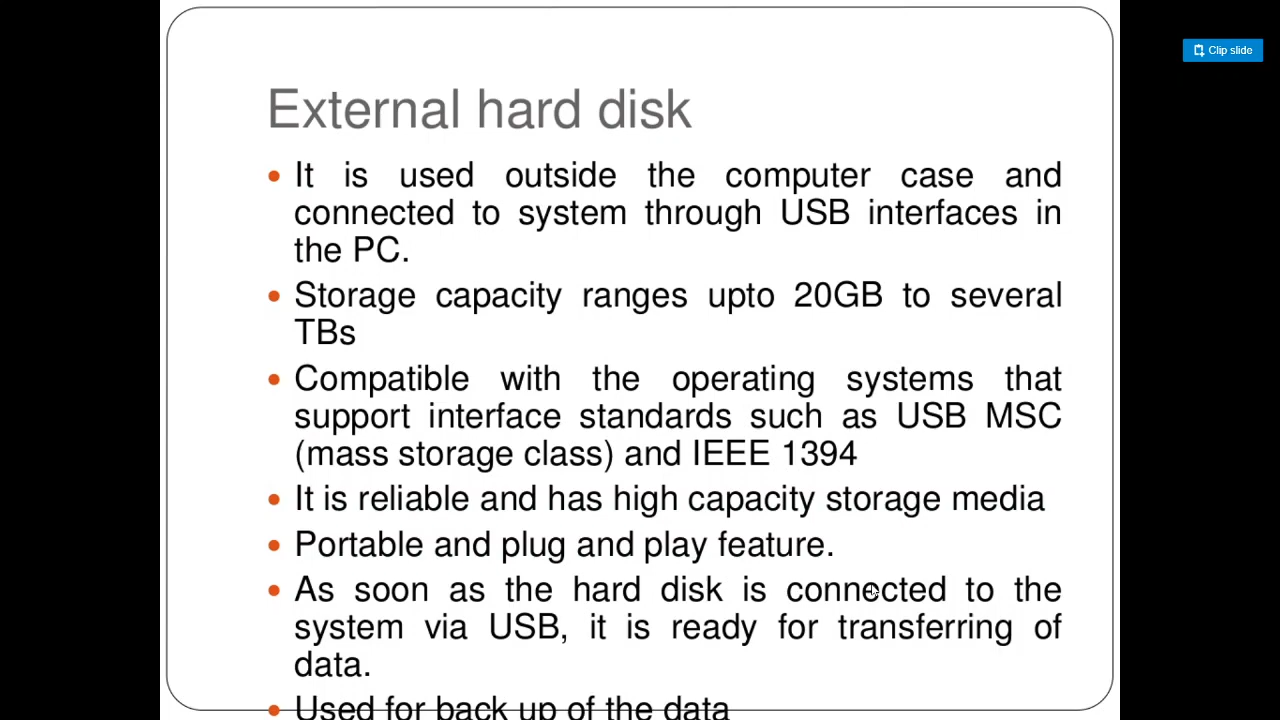 Clip slide
External hard disk
• It is used outside the computer case and
connected to system through USB interfaces in
the PC.
• Storage capacity ranges upto 20GB to several
TBs
• Compatible with the operating systems that
support interface standards such as USB MSC
(mass storage class) and IEEE 1394
• It is reliable and has high capacity storage media
• Portable and plug and play feature.
• As soon as the hard disk is connected to the
system via USB, it is ready for transferring of
data.
• Used for back up of the data